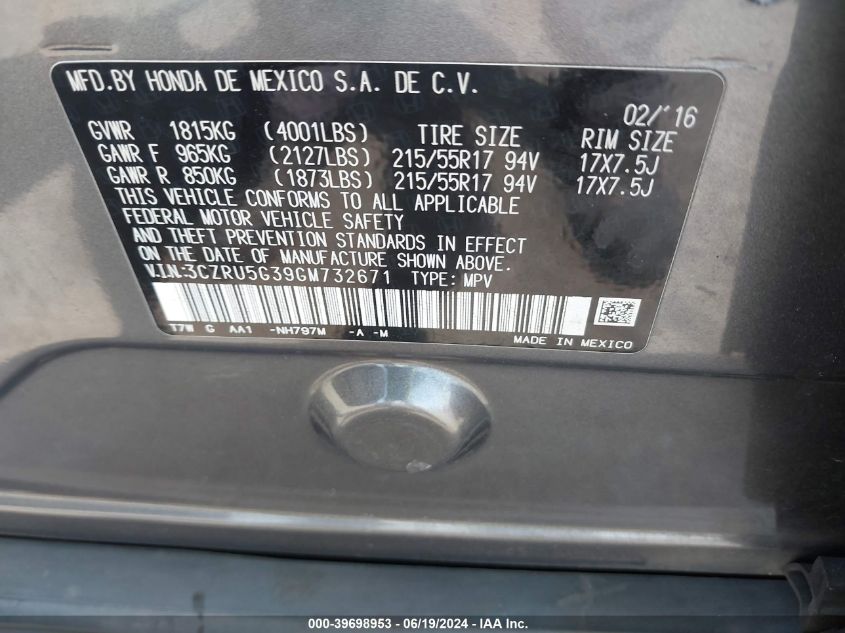 MFD.BY HONDA DE MEXICO S.A. DE C.V.
02/'16
GVWR 1815KG (4001LBS) TIRE SIZE RIM SIZE
GAWR F 965KG (2127LBS) 215/55R17 94V 17X7.5J
GAWR R 850KG (1873LBS) 215/55R17 94V 17X7.5J
THIS VEHICLE CONFORMS TO ALL APPLICABLE
FEDERAL MOTOR VEHICLE SAFETY
AND THEFT PREVENTION STANDARDS IN EFFECT
ON THE DATE OF MANUFACTURE SHOWN ABOVE.
V.I.N:3CZRU5G39GM732671 TYPE: MPV
T7W G AA1 -NH797M -A -M
MADE IN MEXICO
000-39698953 - 06/19/2024 - IAA Inc.